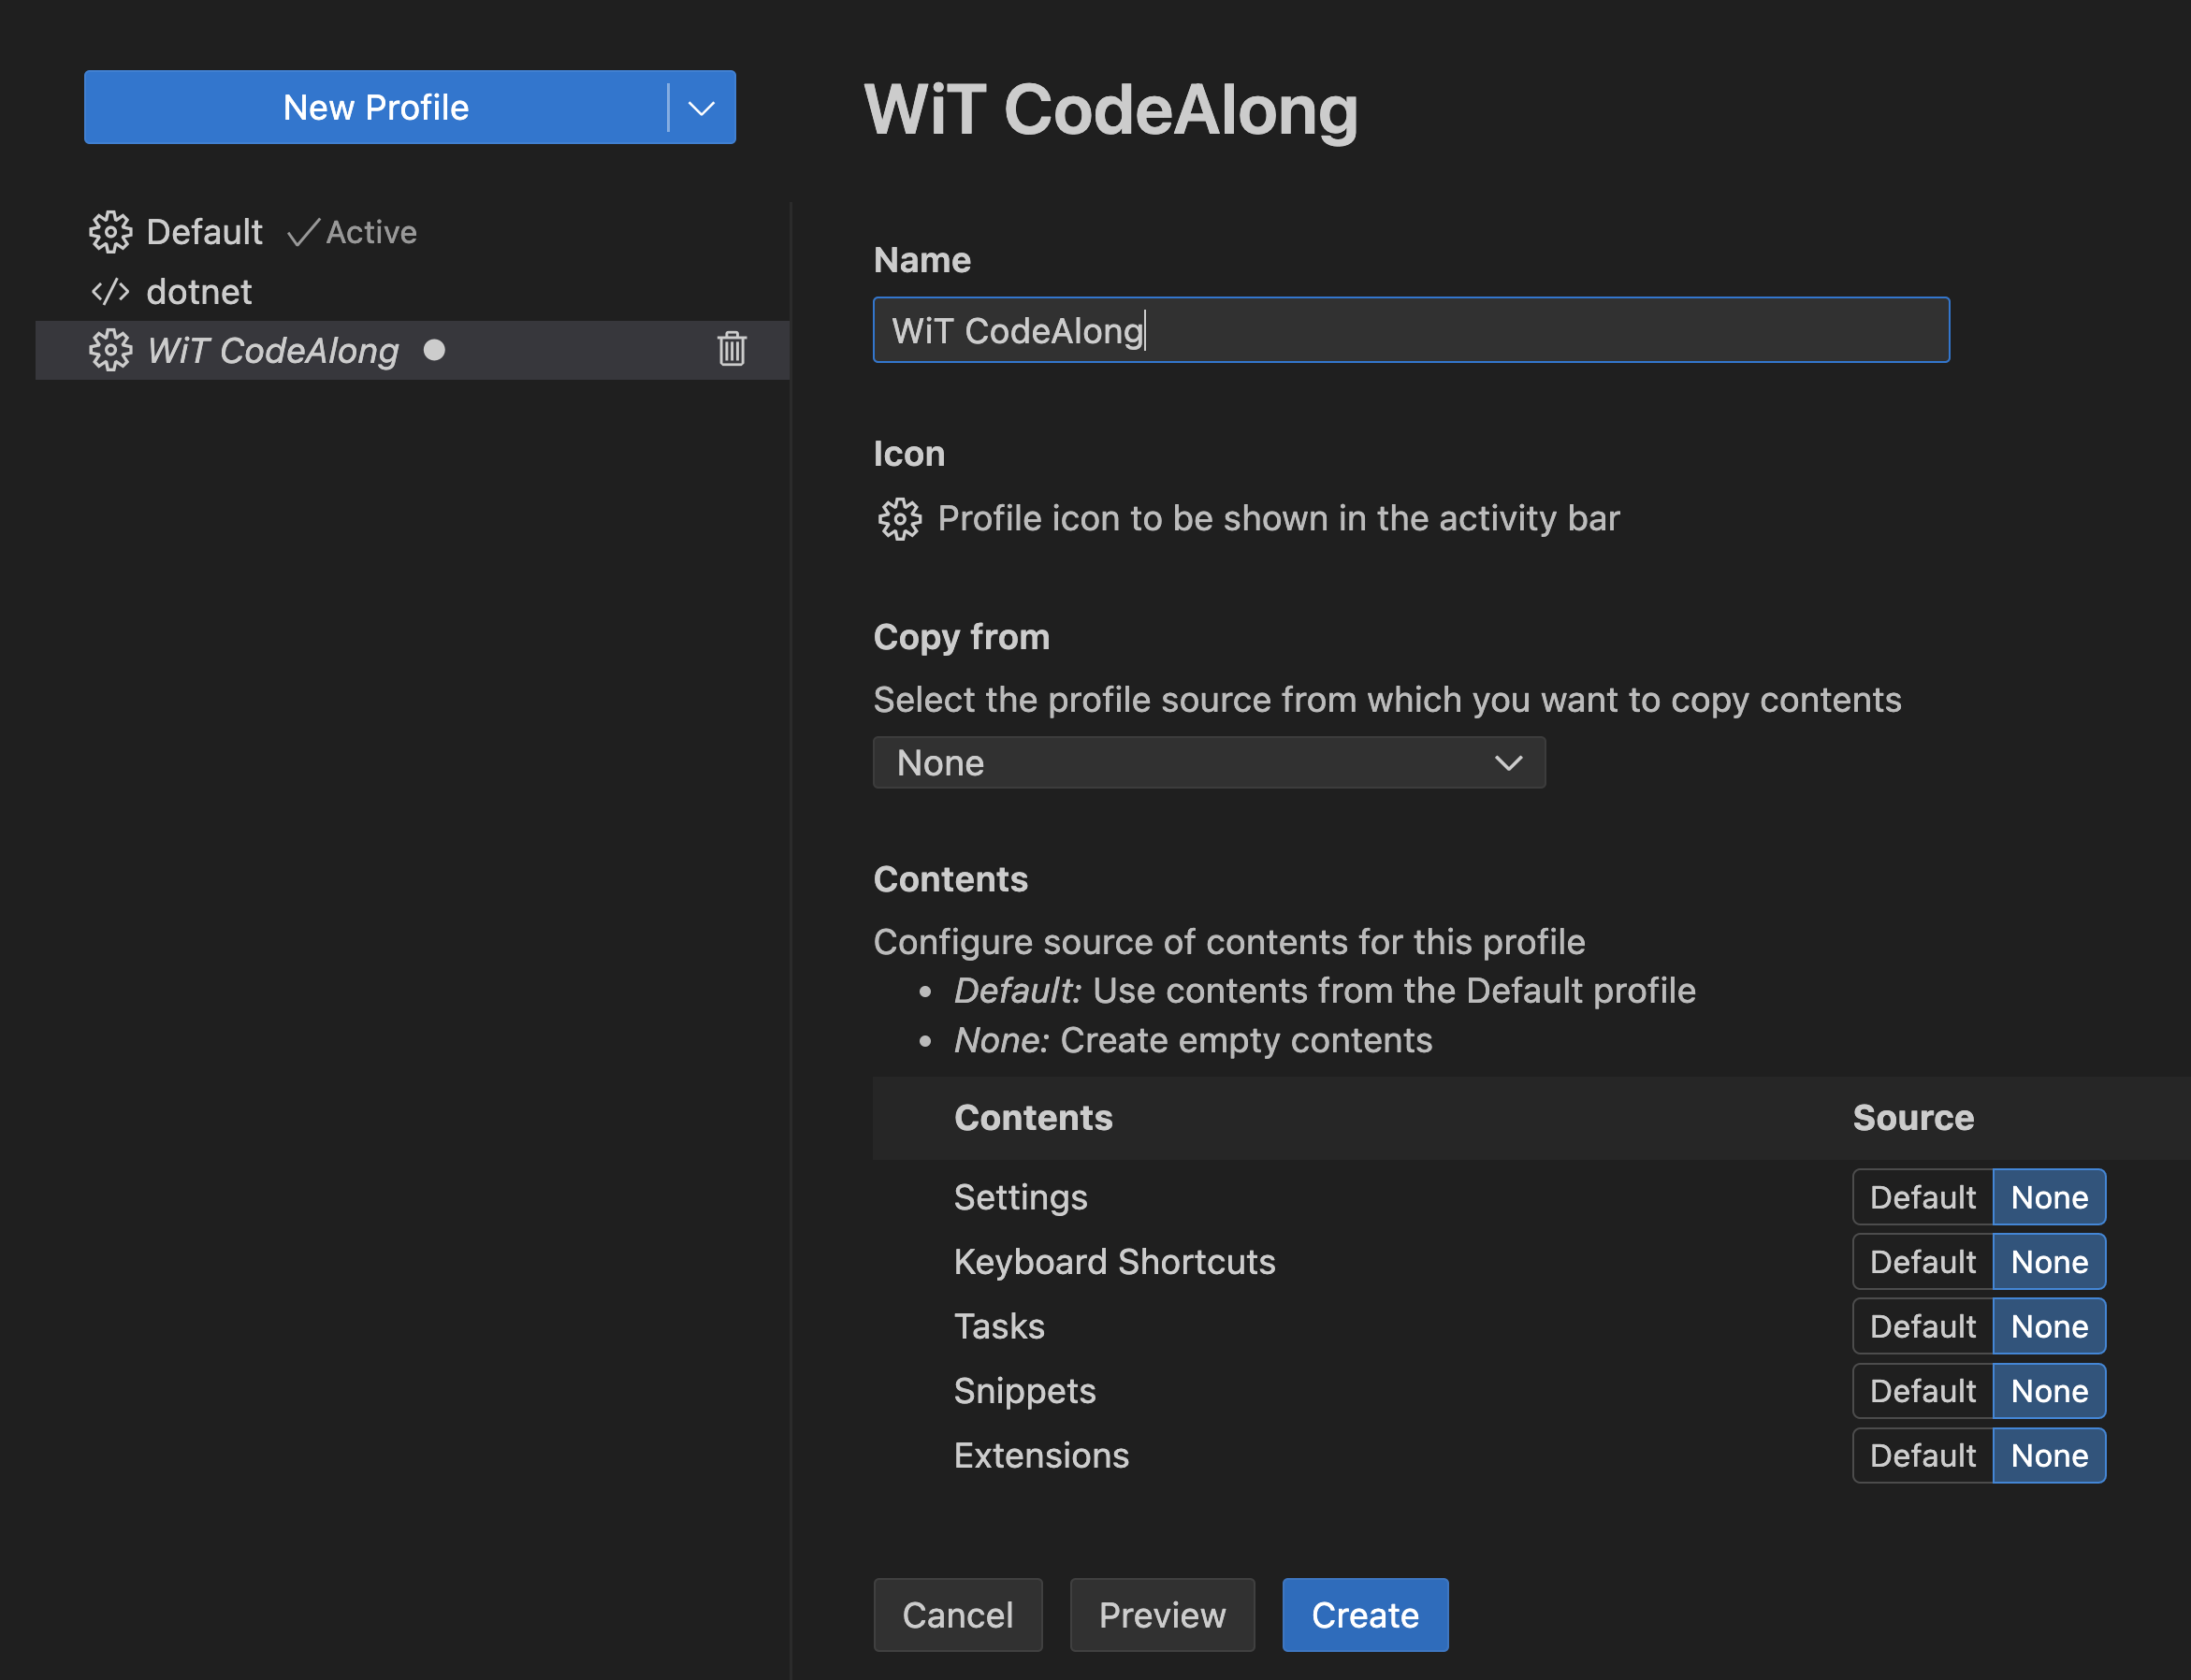 New Profile
WiT CodeAlong
Default Active
dotnet
WiT CodeAlong
Name
WiT CodeAlong
Icon
Profile icon to be shown in the activity bar
Copy from
Select the profile source from which you want to copy contents
None
Contents
Configure source of contents for this profile
• Default: Use contents from the Default profile
• None: Create empty contents
Contents Source
Settings Default None
Keyboard Shortcuts Default None
Tasks Default None
Snippets Default None
Extensions Default None
Cancel Preview Create